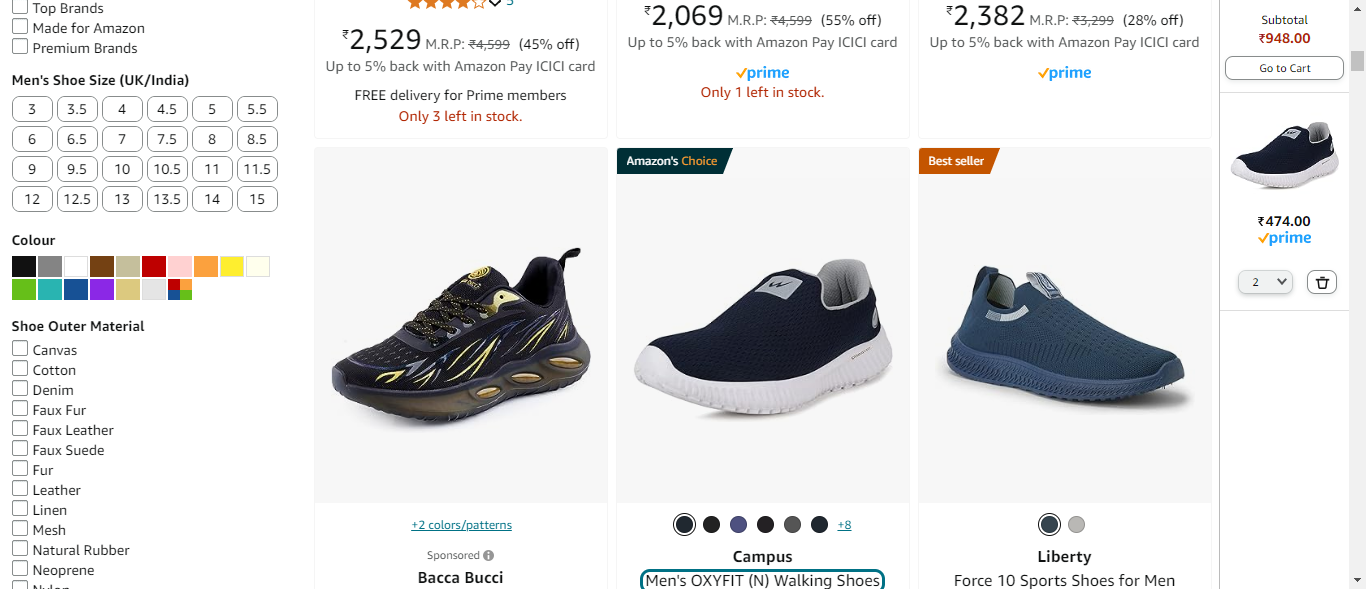 Top Brands
Made for Amazon
Premium Brands
Men's Shoe Size (UK/India)
3 3.5 4 4.5 5 5.5
6 6.5 7 7.5 8 8.5
9 9.5 10 10.5 11 11.5
12 12.5 13 13.5 14 15
Colour
Shoe Outer Material
Canvas
Cotton
Denim
Faux Fur
Faux Leather
Faux Suede
Fur
Leather
Linen
Mesh
Natural Rubber
Neoprene
Nylon
5
₹2,529 M.R.P: ₹4,599 (45% off)
Up to 5% back with Amazon Pay ICICI card
FREE delivery for Prime members
Only 3 left in stock.
₹2,069 M.R.P: ₹4,599 (55% off)
Up to 5% back with Amazon Pay ICICI card
prime
Only 1 left in stock.
₹2,382 M.R.P: ₹3,299 (28% off)
Up to 5% back with Amazon Pay ICICI card
prime
+2 colors/patterns
Sponsored
Bacca Bucci
Amazon's Choice
+8
Campus
Men's OXYFIT (N) Walking Shoes
Best seller
Liberty
Force 10 Sports Shoes for Men
Subtotal
₹948.00
Go to Cart
₹474.00
prime
2